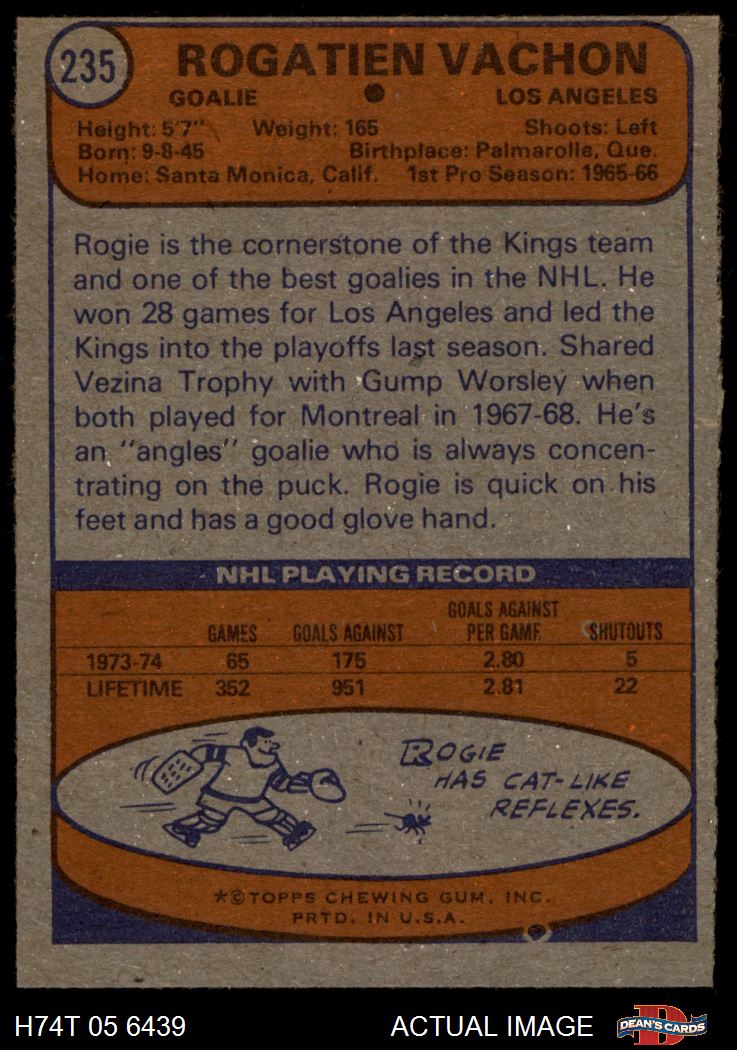 235
ROGATIEN VACHON
GOALIE ● LOS ANGELES
Height: 5'7" Weight: 165 Shoots: Left
Born: 9-8-45 Birthplace: Palmarolle, Que.
Home: Santa Monica, Calif. 1st Pro Season: 1965-66
Rogie is the cornerstone of the Kings team
and one of the best goalies in the NHL. He
won 28 games for Los Angeles and led the
Kings into the playoffs last season. Shared
Vezina Trophy with Gump Worsley when
both played for Montreal in 1967-68. He's
an "angles" goalie who is always concen-
trating on the puck. Rogie is quick on his
feet and has a good glove hand.
NHL PLAYING RECORD
GAMES GOALS AGAINST GOALS AGAINST PER GAME SHUTOUTS
1973-74 65 175 2.80 5
LIFETIME 352 951 2.81 22
ROGIE
HAS CAT-LIKE
REFLEXES.
*©TOPPS CHEWING GUM, INC.
PRTD. IN U.S.A.
H74T 05 6439 ACTUAL IMAGE DEAN'S CARDS